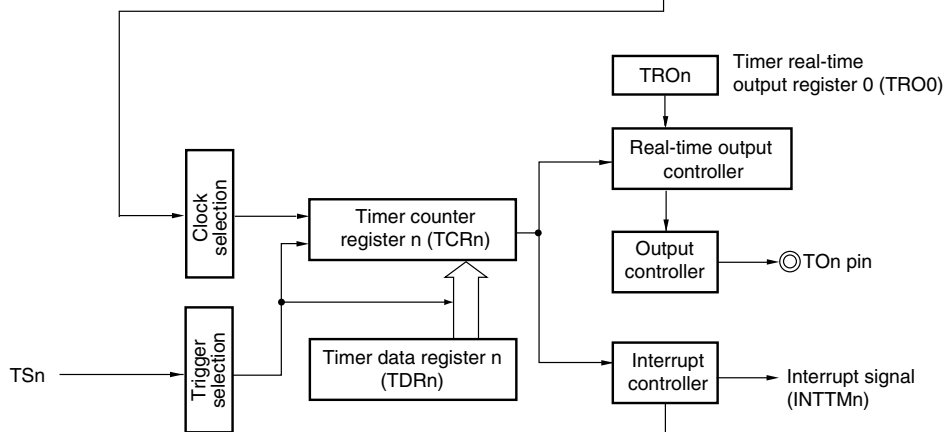 TROn
Timer real-time
output register 0 (TRO0)
Real-time output
controller
Clock
selection
Timer counter
register n (TCRn)
Output
controller
TOn pin
TSn
Trigger
selection
Timer data register n
(TDRn)
Interrupt
controller
Interrupt signal
(INTTMn)